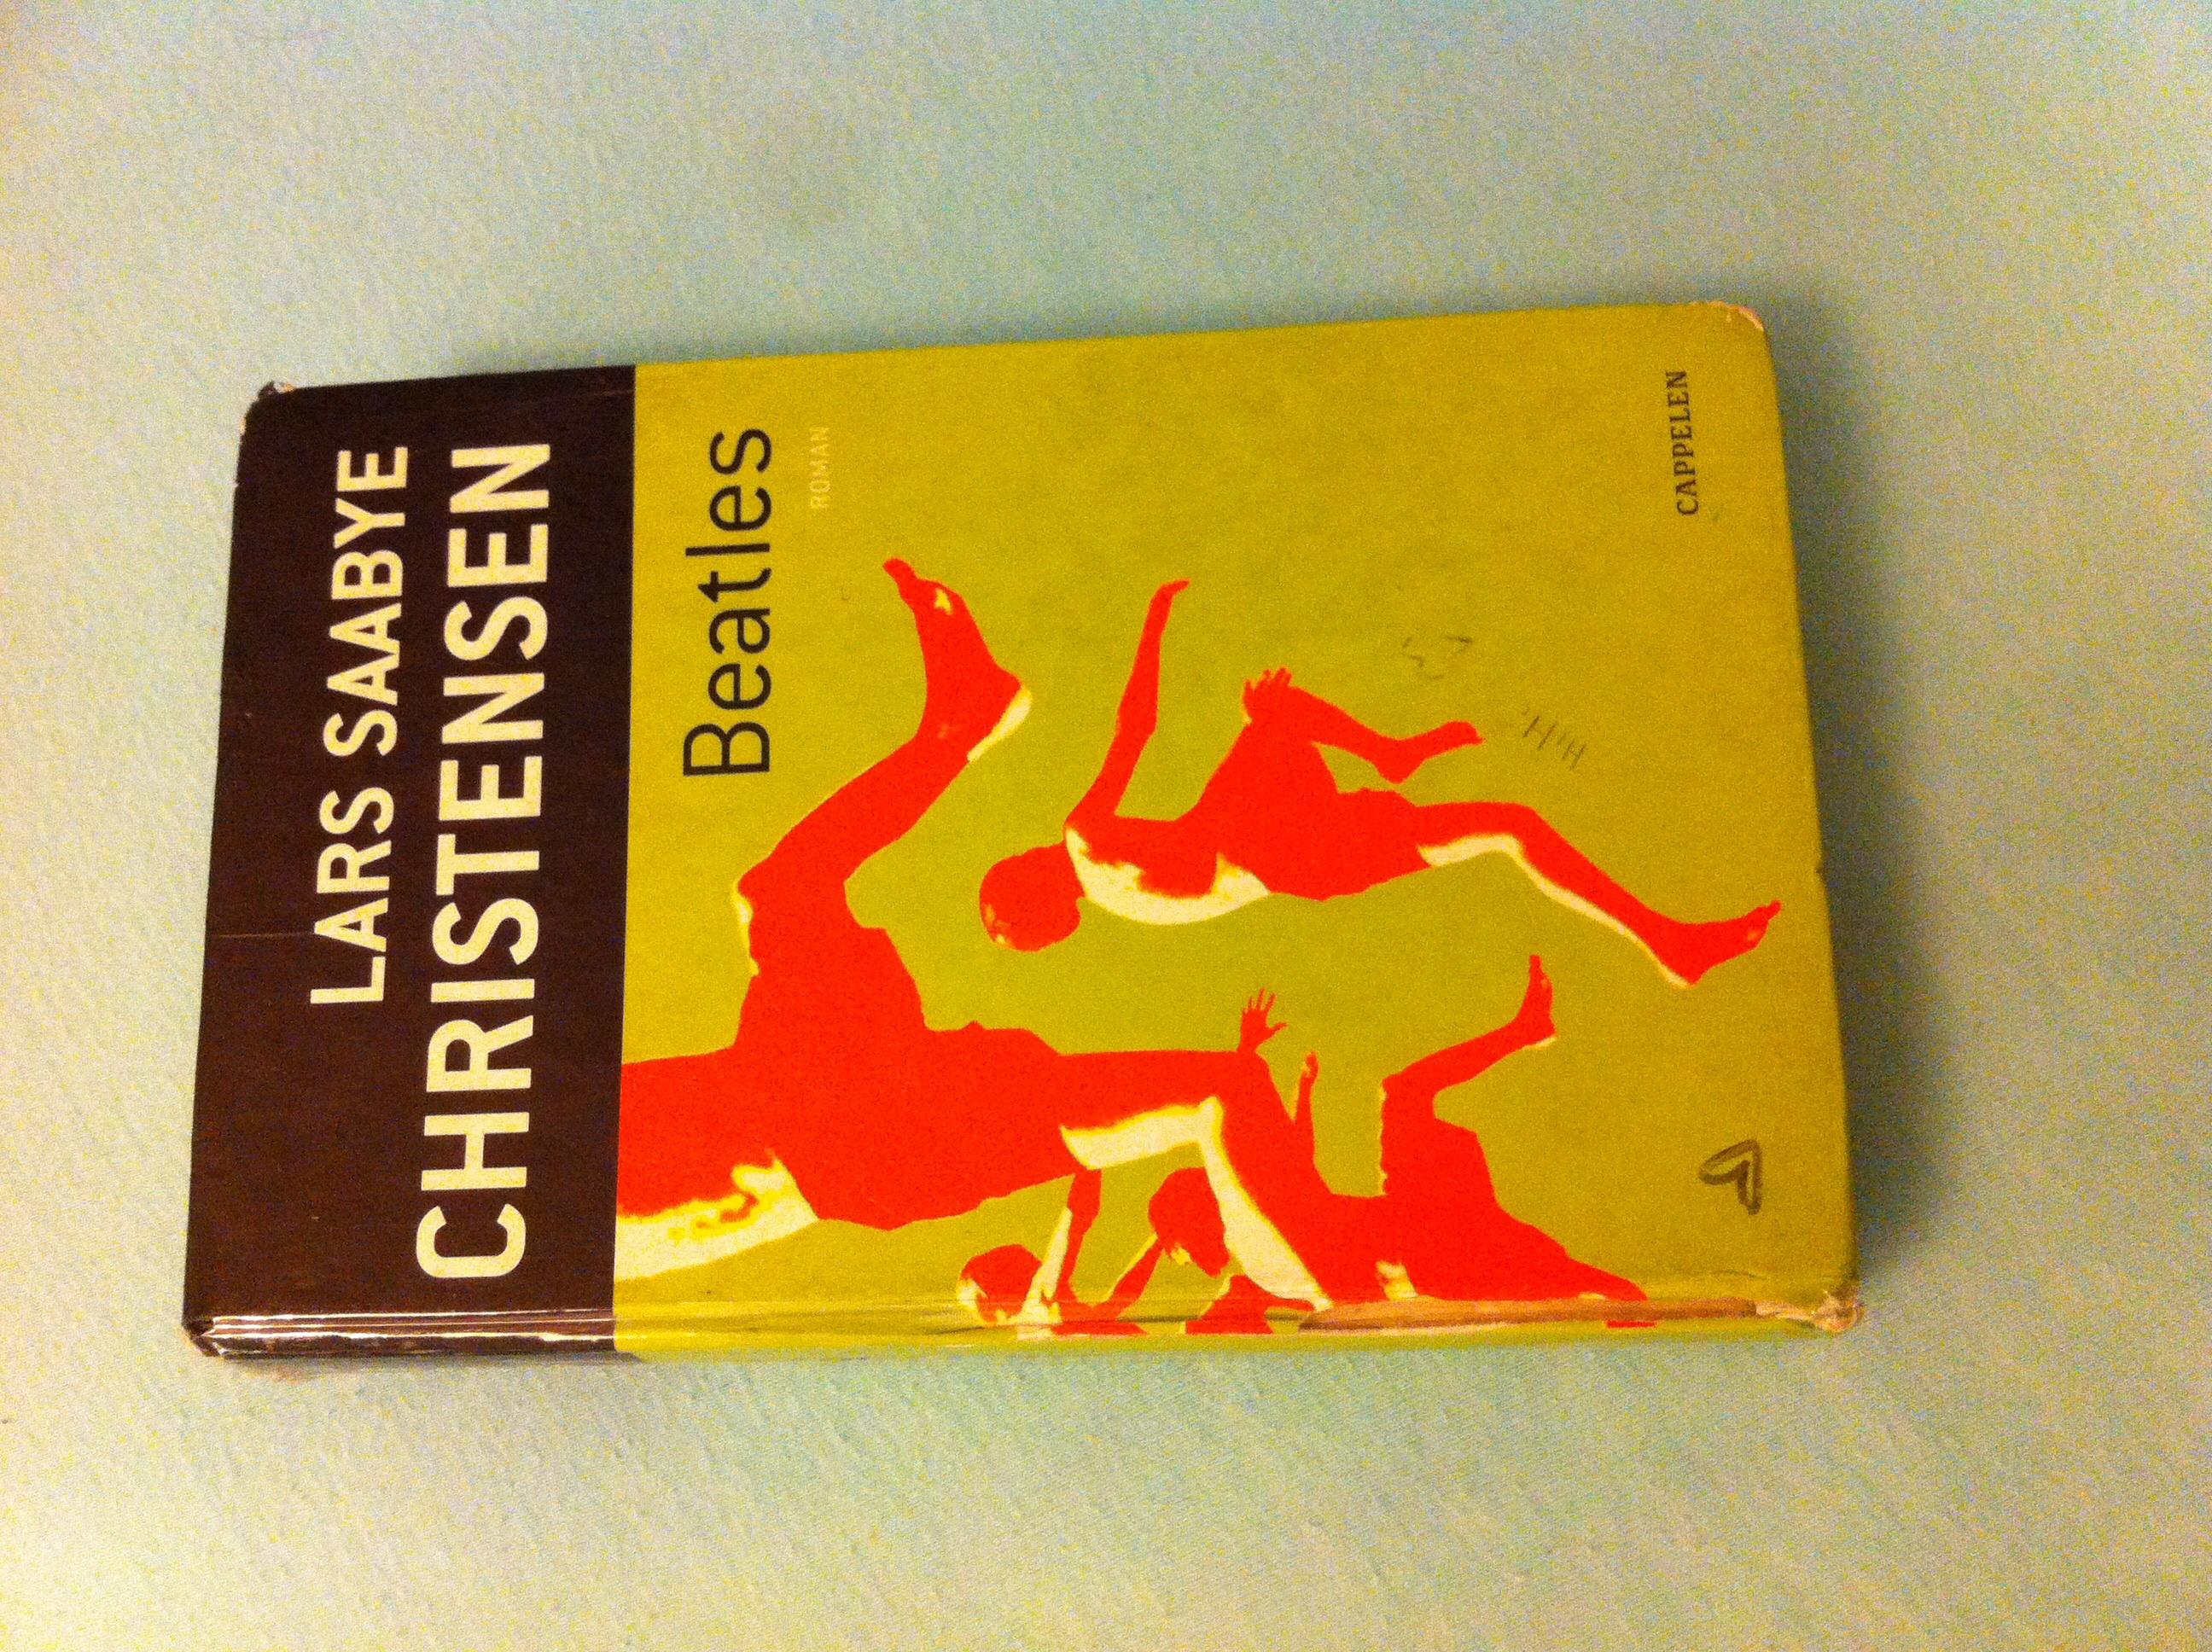 LARS SAABYE
CHRISTENSEN
Beatles
ROMAN
CAPPELEN